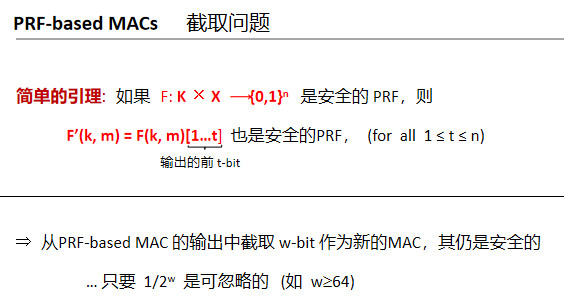 PRF-based MACs 截取问题
简单的引理: 如果 F: K × X ⟶{0,1}ⁿ 是安全的 PRF，则
F’(k, m) = F(k, m)[1…t] 也是安全的PRF， (for all 1 ≤ t ≤ n)
输出的前 t-bit
⇒ 从PRF-based MAC 的输出中截取 w-bit 作为新的MAC，其仍是安全的
… 只要 1/2ʷ 是可忽略的 (如 w≥64)